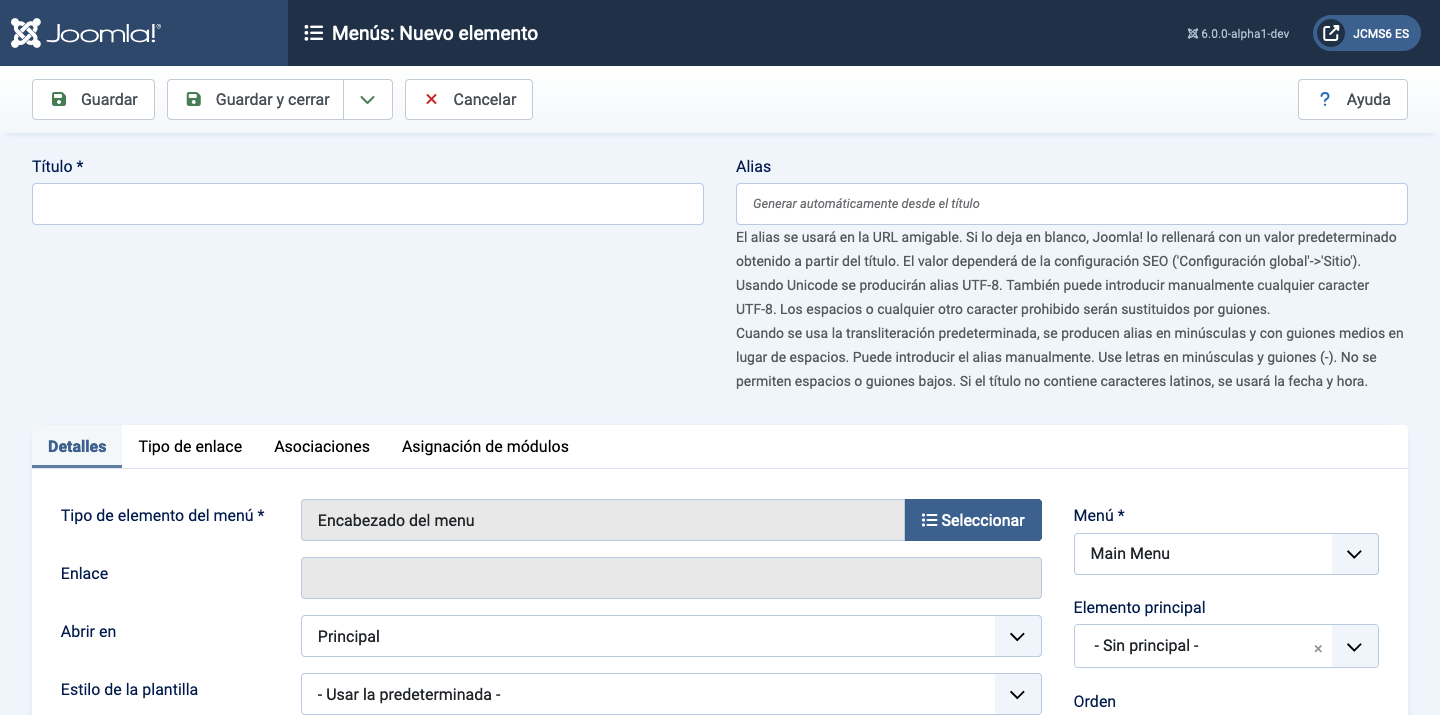 Joomla!®
Menús: Nuevo elemento
6.0.0-alpha1-dev
JCMS6 ES
Guardar
Guardar y cerrar
Cancelar
? Ayuda
Título *
Alias
Generar automáticamente desde el título
El alias se usará en la URL amigable. Si lo deja en blanco, Joomla! lo rellenará con un valor predeterminado
obtenido a partir del título. El valor dependerá de la configuración SEO ('Configuración global'->'Sitio').
Usando Unicode se producirán alias UTF-8. También puede introducir manualmente cualquier caracter
UTF-8. Los espacios o cualquier otro caracter prohibido serán sustituidos por guiones.
Cuando se usa la transliteración predeterminada, se producen alias en minúsculas y con guiones medios en
lugar de espacios. Puede introducir el alias manualmente. Use letras en minúsculas y guiones (-). No se
permiten espacios o guiones bajos. Si el título no contiene caracteres latinos, se usará la fecha y hora.
Detalles
Tipo de enlace
Asociaciones
Asignación de módulos
Tipo de elemento del menú *
Encabezado del menu
Seleccionar
Enlace
Abrir en
Principal
Estilo de la plantilla
- Usar la predeterminada -
Menú *
Main Menu
Elemento principal
- Sin principal -
×
Orden